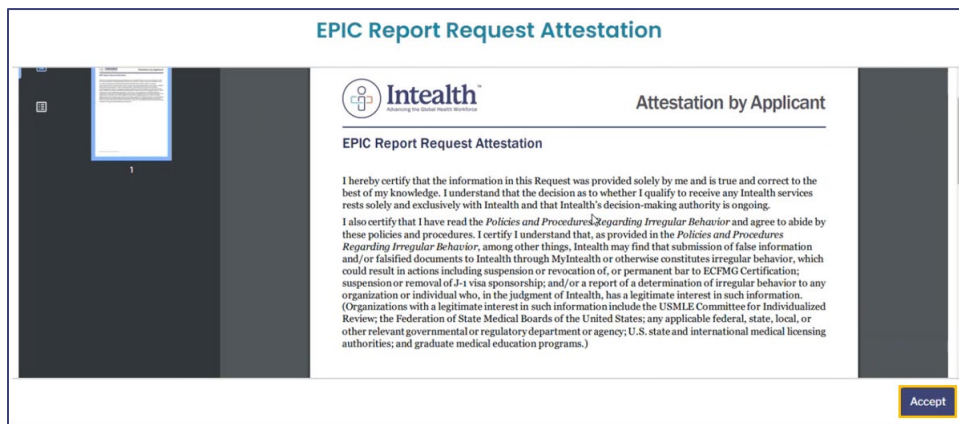 EPIC Report Request Attestation
Intealth™
Advancing the Global Health Workforce
Attestation by Applicant
EPIC Report Request Attestation
1
I hereby certify that the information in this Request was provided solely by me and is true and correct to the
best of my knowledge. I understand that the decision as to whether I qualify to receive any Intealth services
rests solely and exclusively with Intealth and that Intealth's decision-making authority is ongoing.
I also certify that I have read the Policies and Procedures Regarding Irregular Behavior and agree to abide by
these policies and procedures. I certify I understand that, as provided in the Policies and Procedures
Regarding Irregular Behavior, among other things, Intealth may find that submission of false information
and/or falsified documents to Intealth through MyIntealth or otherwise constitutes irregular behavior, which
could result in actions including suspension or revocation of, or permanent bar to ECFMG Certification;
suspension or removal of J-1 visa sponsorship; and/or a report of a determination of irregular behavior to any
organization or individual who, in the judgment of Intealth, has a legitimate interest in such information.
(Organizations with a legitimate interest in such information include the USMLE Committee for Individualized
Review; the Federation of State Medical Boards of the United States; any applicable federal, state, local, or
other relevant governmental or regulatory department or agency; U.S. state and international medical licensing
authorities; and graduate medical education programs.)
Accept